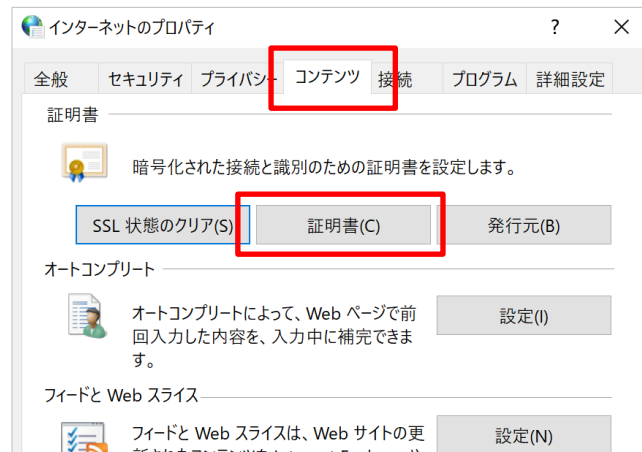 インターネットのプロパティ ? ×
全般 セキュリティ プライバシー コンテンツ 接続 プログラム 詳細設定
証明書
暗号化された接続と識別のための証明書を設定します。
SSL 状態のクリア(S) 証明書(C) 発行元(B)
オートコンプリート
オートコンプリートによって、Web ページで前 設定(I)
回入力した内容を、入力中に補完できま
す。
フィードと Web スライス
フィードと Web スライスは、Web サイトの更 設定(N)